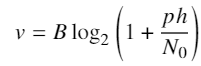 v = B log₂ (1 + ph/N₀)